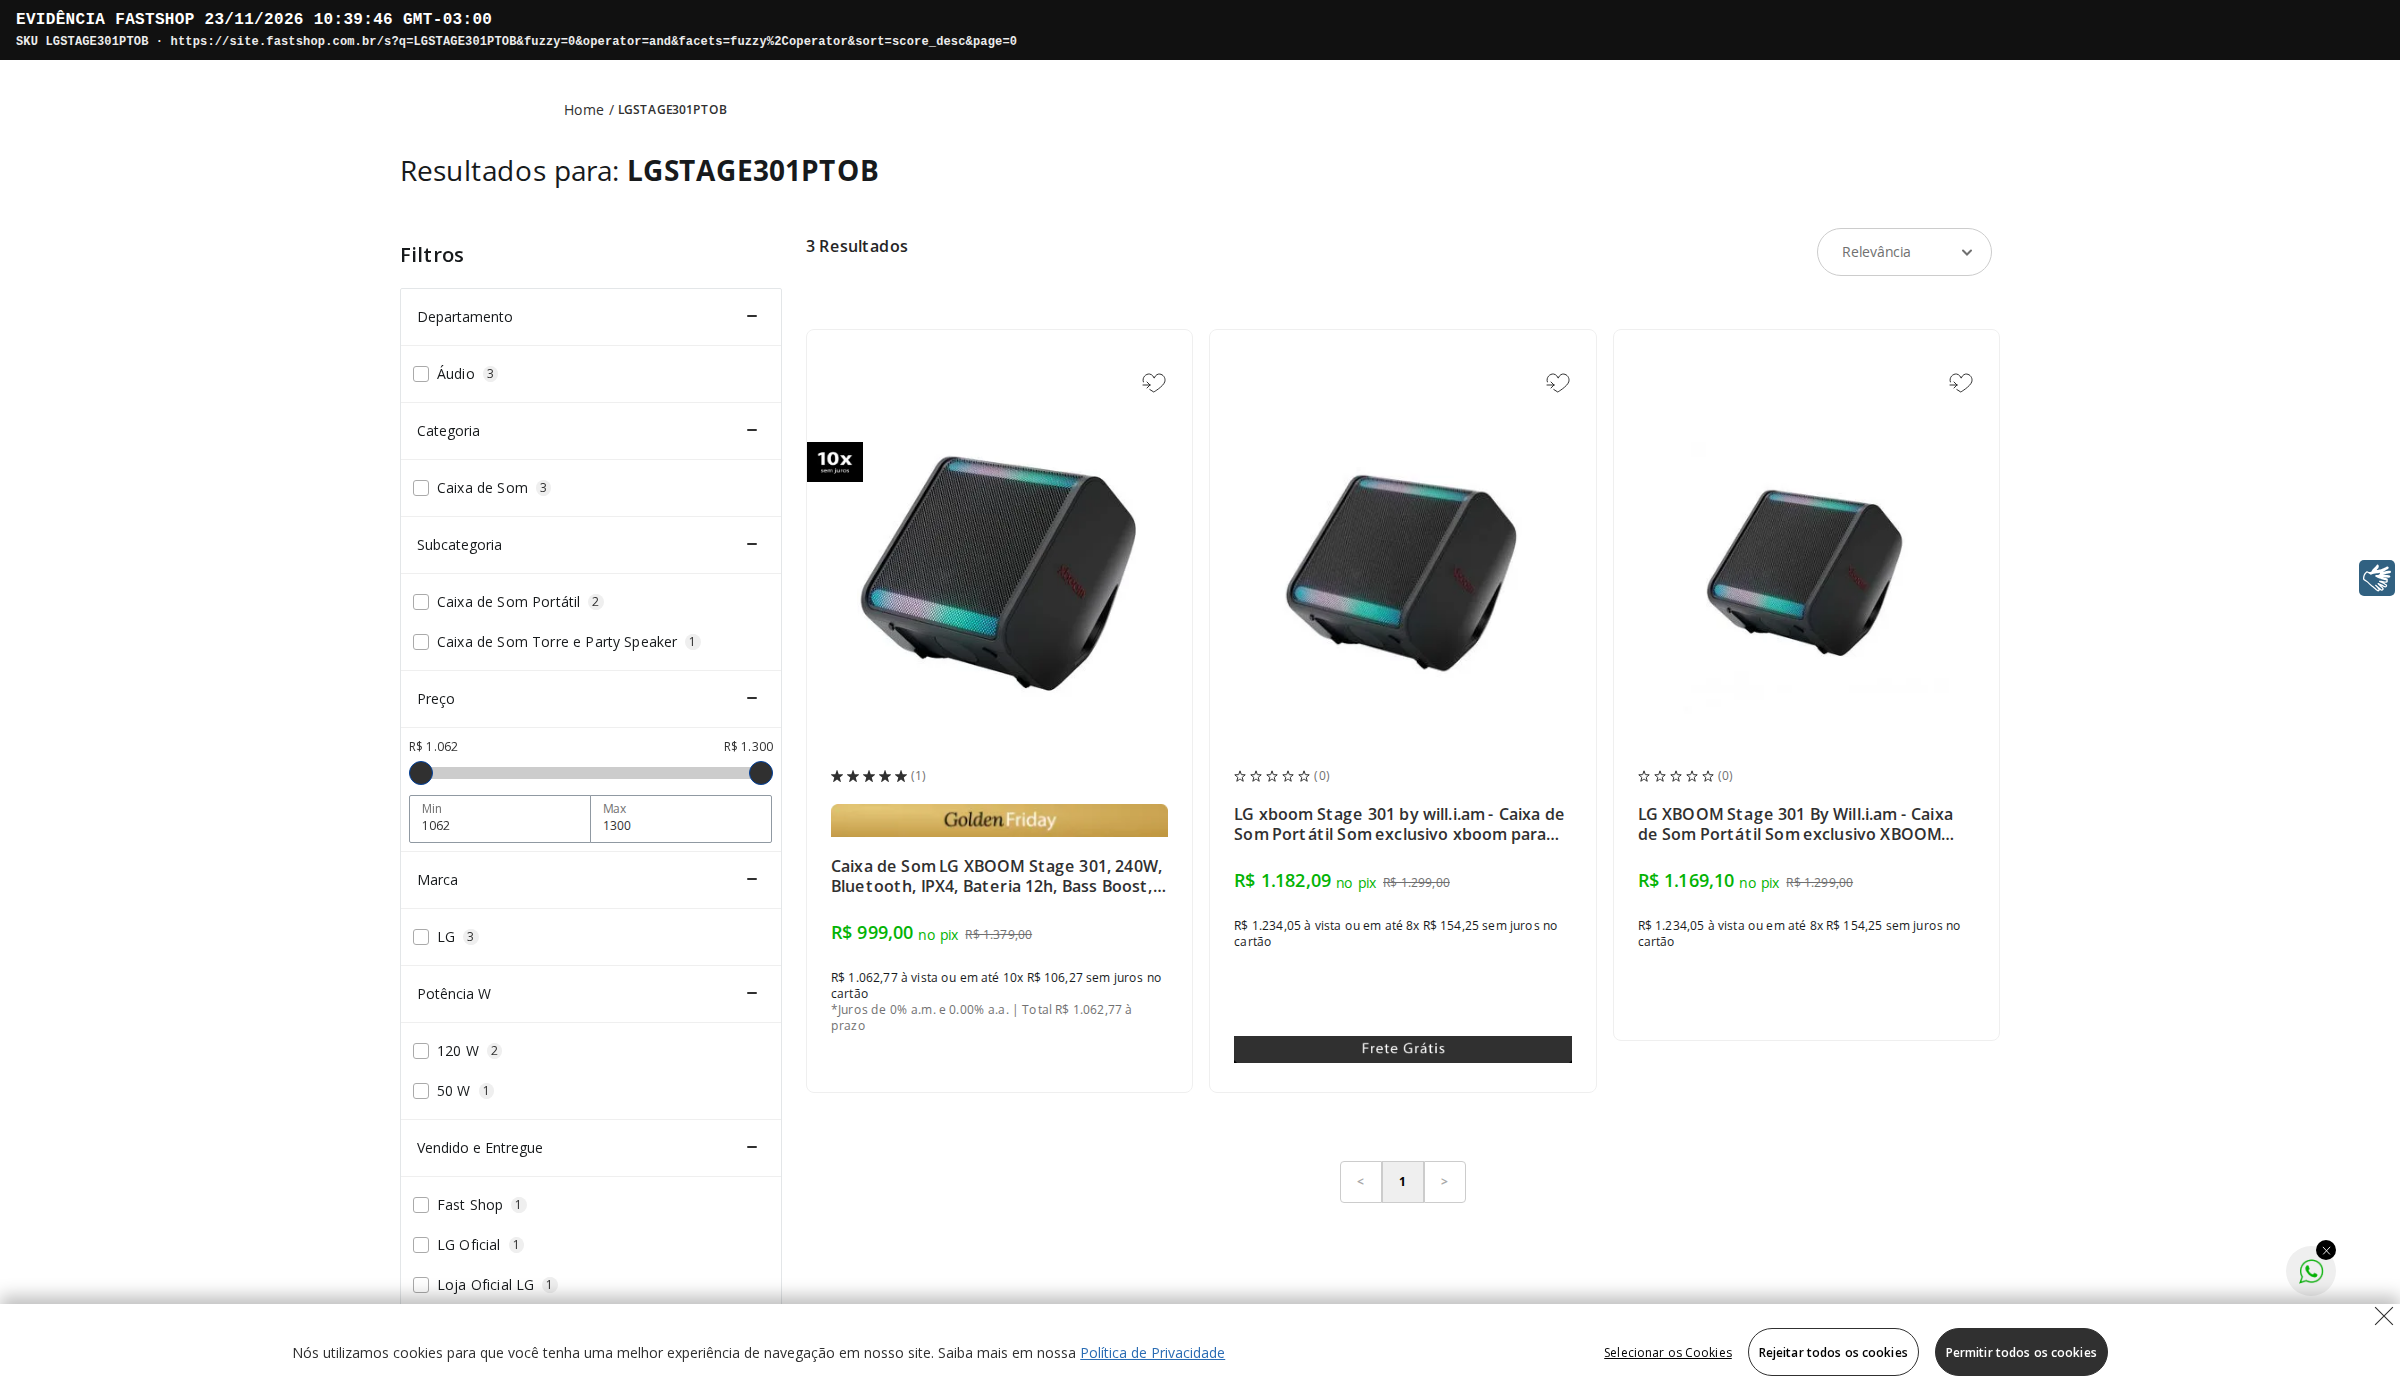 EVIDÊNCIA FASTSHOP 23/11/2026 10:39:46 GMT-03:00
SKU LGSTAGE301PTOB · https://site.fastshop.com.br/s?q=LGSTAGE301PTOB&fuzzy=0&operator=and&facets=fuzzy%2Coperator&sort=score_desc&page=0
Home / LGSTAGE301PTOB
Resultados para: LGSTAGE301PTOB
Filtros
Departamento
Áudio 3
Categoria
Caixa de Som 3
Subcategoria
Caixa de Som Portátil 2
Caixa de Som Torre e Party Speaker 1
Preço
R$ 1.062 R$ 1.300
Min Max
1062 1300
Marca
LG 3
Potência W
120 W 2
50 W 1
Vendido e Entregue
Fast Shop 1
LG Oficial 1
Loja Oficial LG 1
3 Resultados
Relevância
10x
sem juros
xboom
(1)
Golden Friday
Caixa de Som LG XBOOM Stage 301, 240W,
Bluetooth, IPX4, Bateria 12h, Bass Boost,...
R$ 999,00 no pix R$ 1.379,00
R$ 1.062,77 à vista ou em até 10x R$ 106,27 sem juros no
cartão
*Juros de 0% a.m. e 0.00% a.a. | Total R$ 1.062,77 à
prazo
xboom
(0)
LG xboom Stage 301 by will.i.am - Caixa de
Som Portátil Som exclusivo xboom para...
R$ 1.182,09 no pix R$ 1.299,00
R$ 1.234,05 à vista ou em até 8x R$ 154,25 sem juros no
cartão
Frete Grátis
xboom
(0)
LG XBOOM Stage 301 By Will.i.am - Caixa
de Som Portátil Som exclusivo XBOOM...
R$ 1.169,10 no pix R$ 1.299,00
R$ 1.234,05 à vista ou em até 8x R$ 154,25 sem juros no
cartão
< 1 >
Nós utilizamos cookies para que você tenha uma melhor experiência de navegação em nosso site. Saiba mais em nossa Política de Privacidade
Selecionar os Cookies
Rejeitar todos os cookies
Permitir todos os cookies